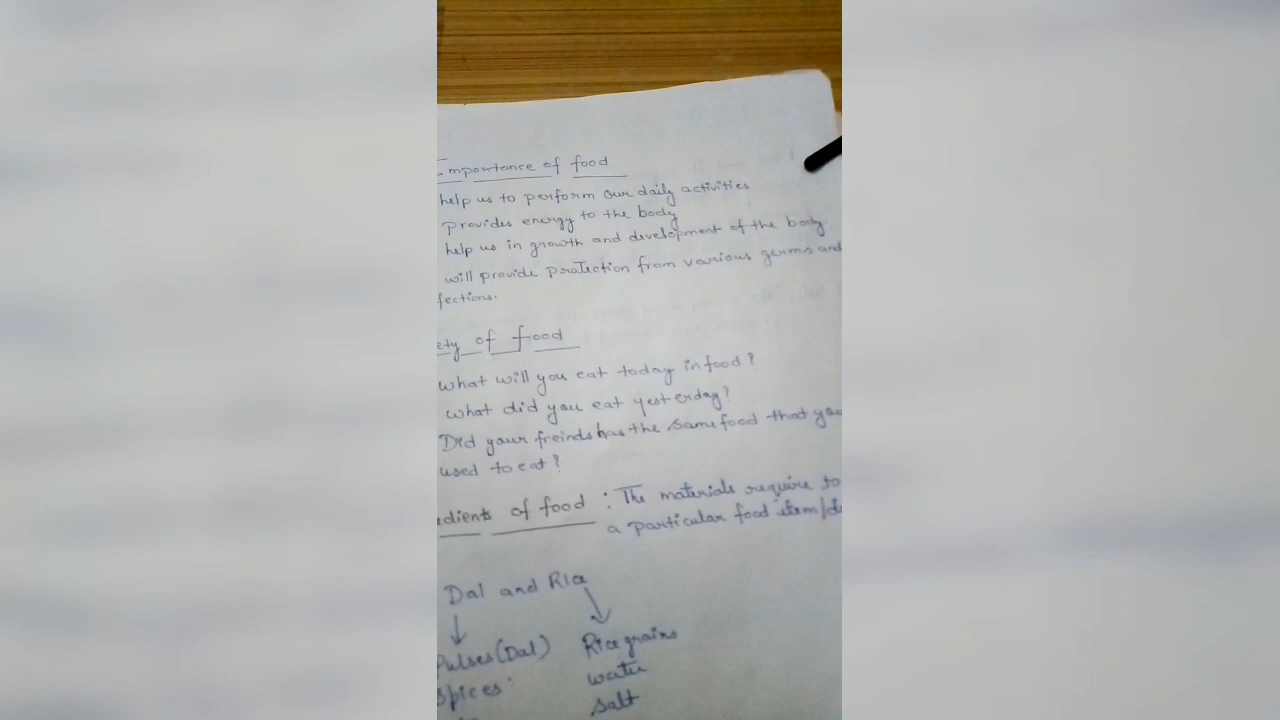 Importance of food
help us to perform our daily activities
provides energy to the body
help us in growth and development of the body.
will provide protection from various germs and
fections.
ety of food
what will you eat today in food?
what did you eat yesterday?
Did your freinds has the same food that you
used to eat?
dients of food : The materials require to
a particular food item/di
Dal and Rice
Pulses (Dal) Rice grains
Spices water
salt